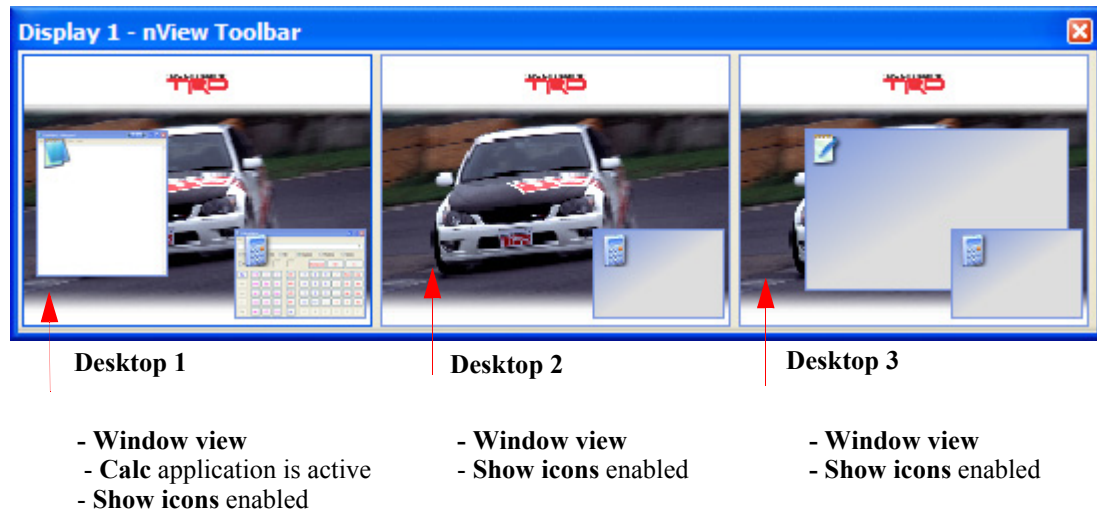 Display 1 - nView Toolbar
TRD
TRD
TRD
Desktop 1
Desktop 2
Desktop 3
- Window view
- Calc application is active
- Show icons enabled
- Window view
- Show icons enabled
- Window view
- Show icons enabled